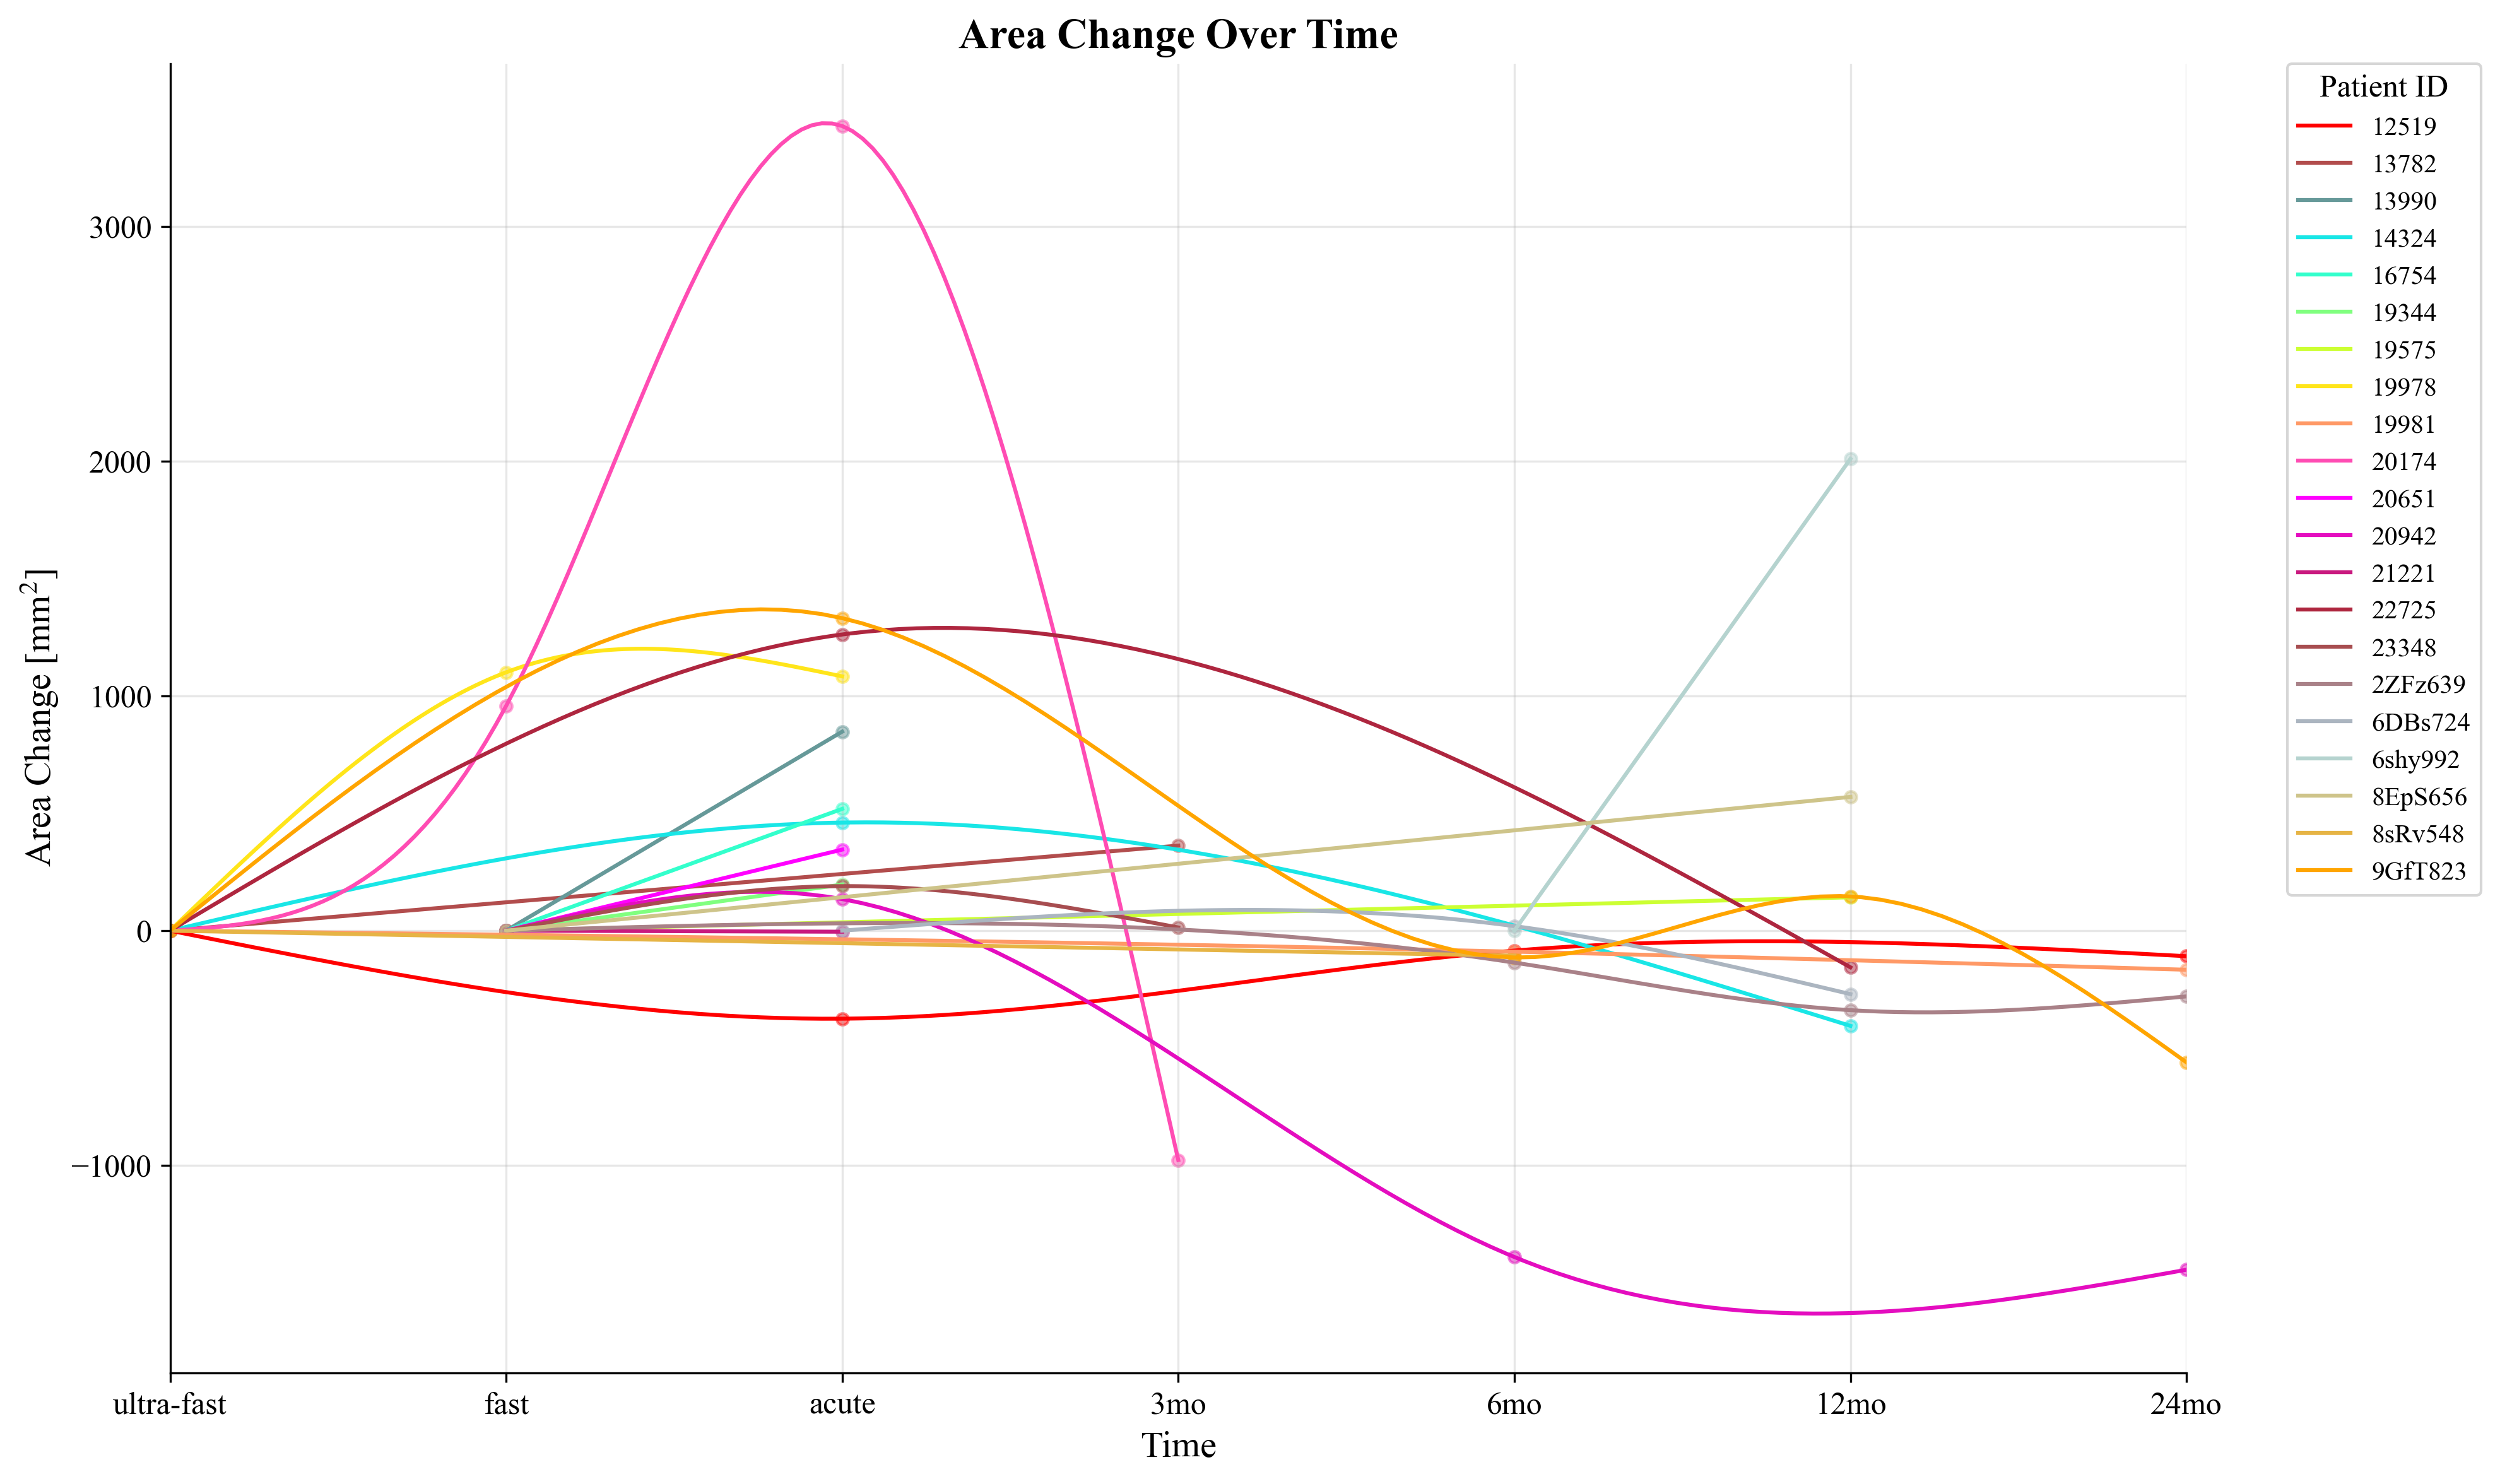 Area Change Over Time
Area Change [mm²]
3000
2000
1000
0
−1000
ultra-fast
fast
acute
3mo
6mo
12mo
24mo
Time
Patient ID
12519
13782
13990
14324
16754
19344
19575
19978
19981
20174
20651
20942
21221
22725
23348
2ZFz639
6DBs724
6shy992
8EpS656
8sRv548
9GfT823